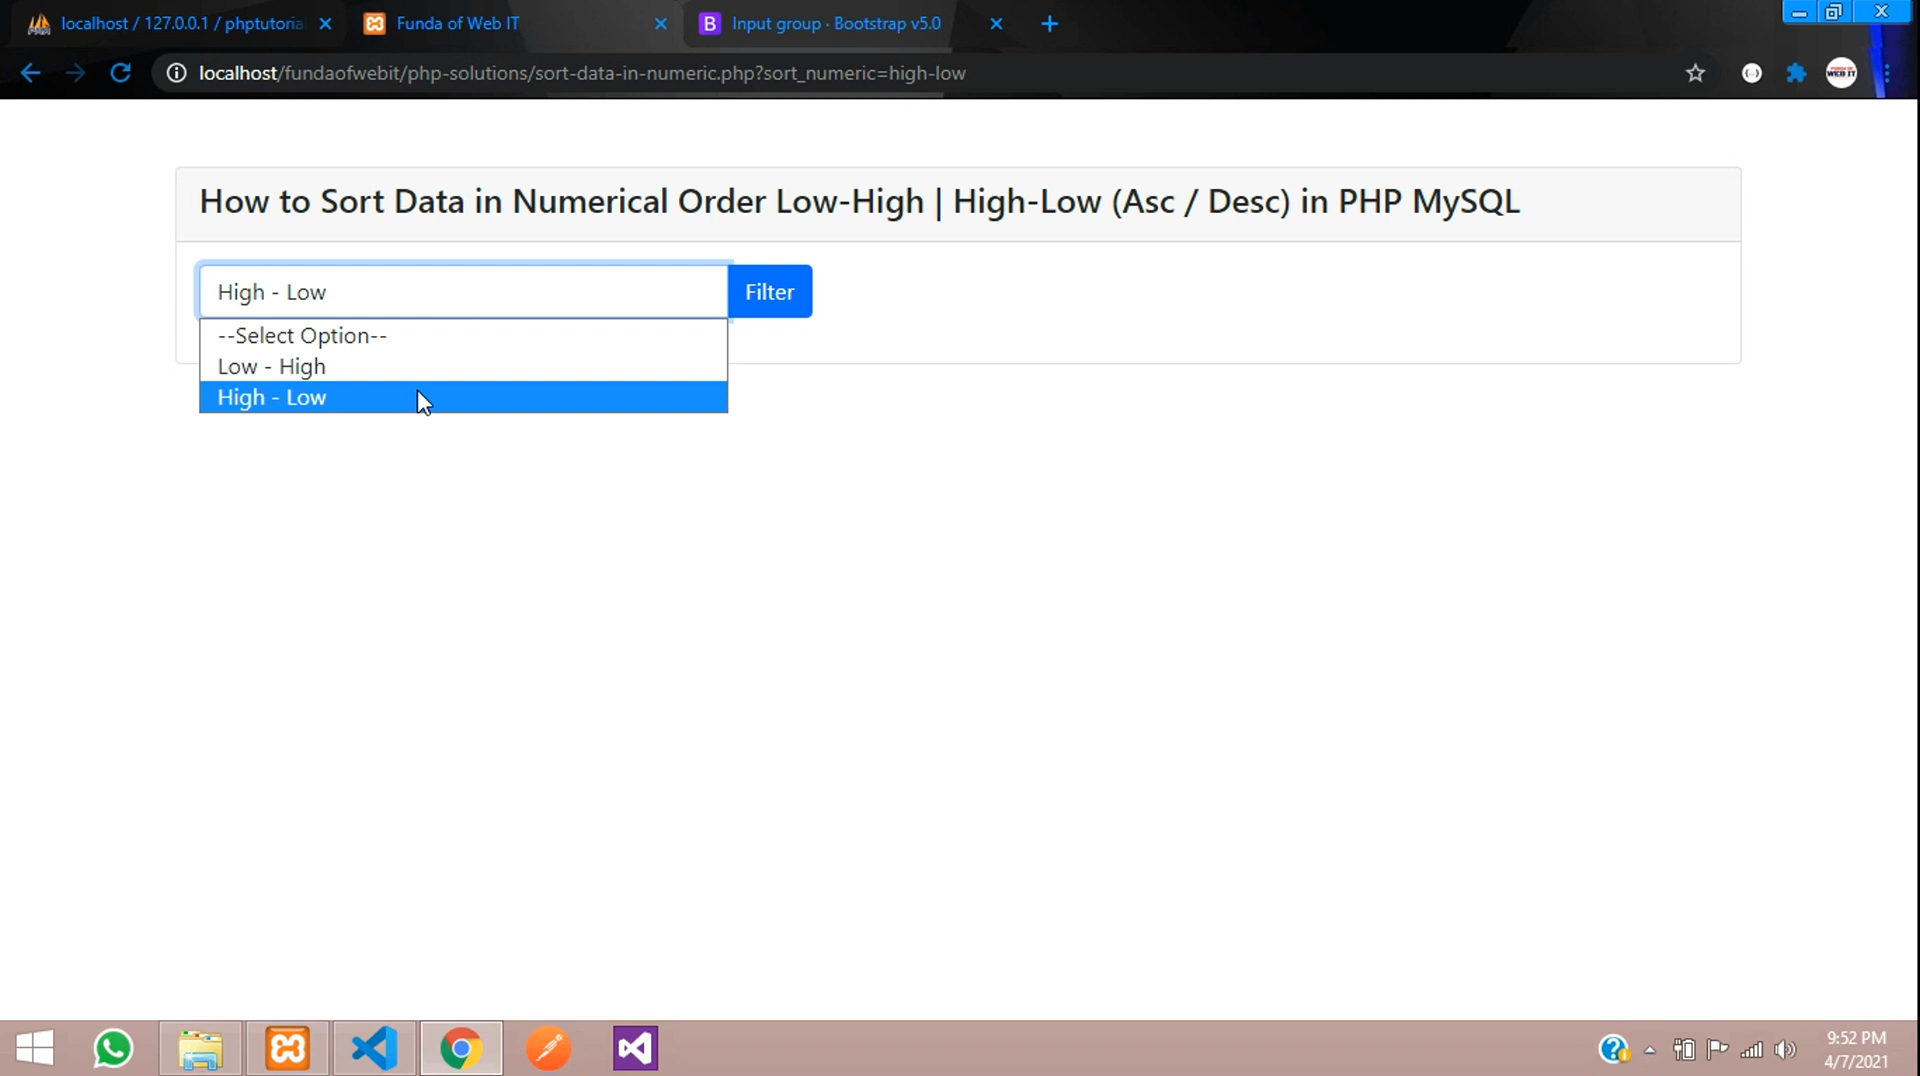 localhost / 127.0.0.1 / phptutoria
Funda of Web IT
B Input group · Bootstrap v5.0
localhost/fundaofwebit/php-solutions/sort-data-in-numeric.php?sort_numeric=high-low
WEB IT
How to Sort Data in Numerical Order Low-High | High-Low (Asc / Desc) in PHP MySQL
High - Low
Filter
--Select Option--
Low - High
High - Low
9:52 PM
4/7/2021